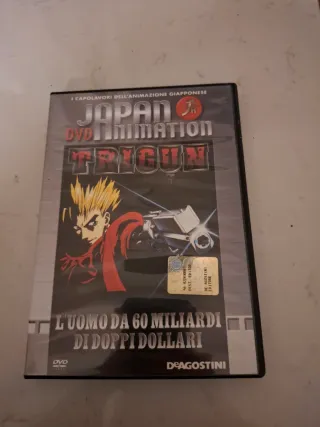 I CAPOLAVORI DELL'ANIMAZIONE GIAPPONESE
JAPAN
DVD ANIMATION
TRIGUN
L'UOMO DA 60 MILIARDI
DI DOPPI DOLLARI
DVD
DEAGOSTINI